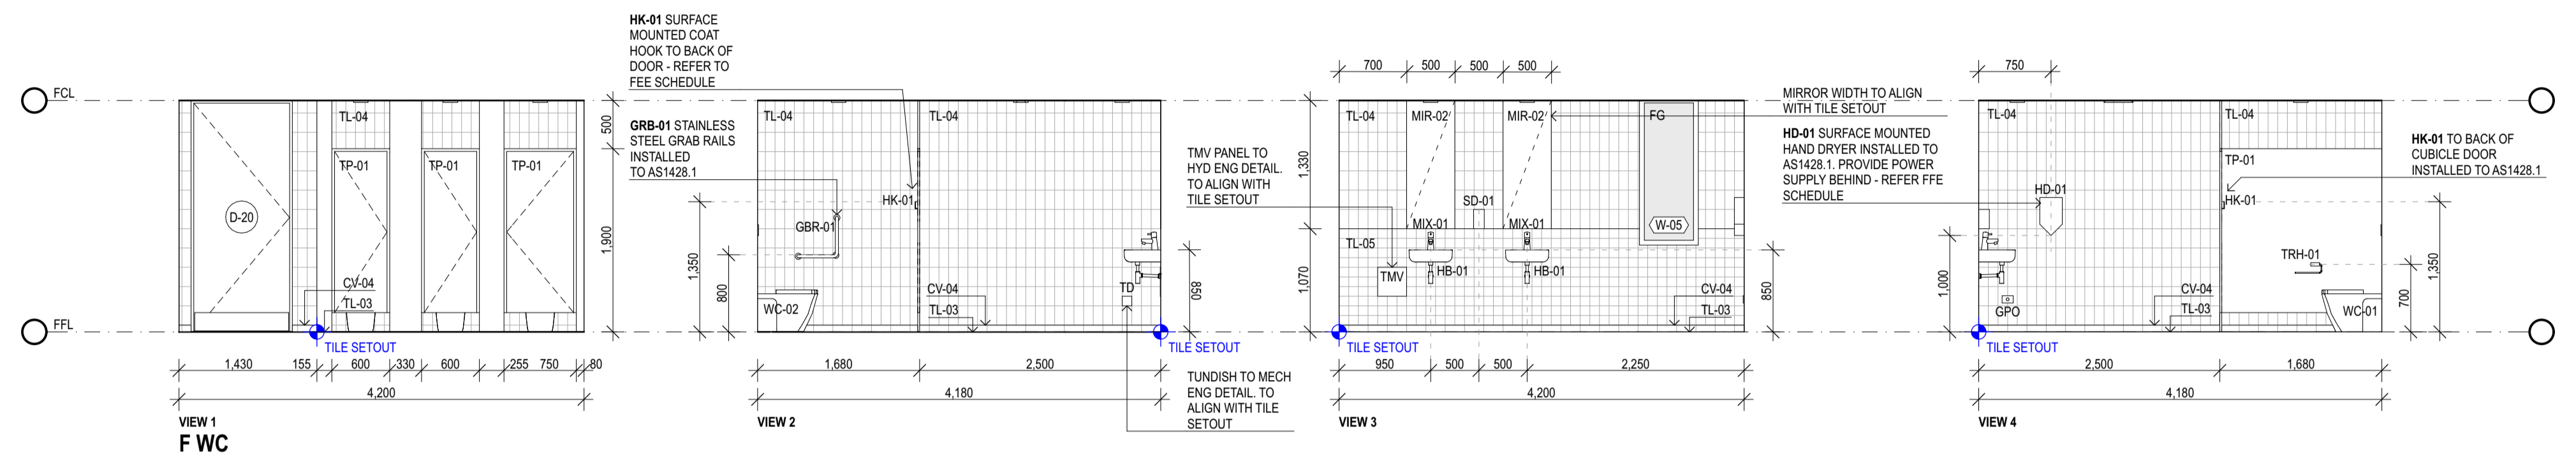 FCL
FFL
D-20
TL-04
TP-01
TP-01
TP-01
CV-04
TL-03
500
1,900
TILE SETOUT
1,430
155
600
330
600
255
750
80
4,200
VIEW 1
F WC
HK-01 SURFACE
MOUNTED COAT
HOOK TO BACK OF
DOOR - REFER TO
FEE SCHEDULE
GRB-01 STAINLESS
STEEL GRAB RAILS
INSTALLED
TO AS1428.1
1,350
800
TL-04
TL-04
HK-01
GBR-01
WC-02
CV-04
TL-03
TD
850
TILE SETOUT
1,680
2,500
4,180
VIEW 2
TUNDISH TO MECH
ENG DETAIL. TO
ALIGN WITH TILE
SETOUT
TMV PANEL TO
HYD ENG DETAIL.
TO ALIGN WITH
TILE SETOUT
700
500
500
500
1,330
1,070
TL-04
MIR-02
MIR-02
FG
SD-01
MIX-01
MIX-01
W-05
TL-05
TMV
HB-01
HB-01
CV-04
TL-03
850
TILE SETOUT
950
500
500
2,250
4,200
VIEW 3
MIRROR WIDTH TO ALIGN
WITH TILE SETOUT
HD-01 SURFACE MOUNTED
HAND DRYER INSTALLED TO
AS1428.1. PROVIDE POWER
SUPPLY BEHIND - REFER FFE
SCHEDULE
750
TL-04
TL-04
TP-01
HD-01
HK-01
TRH-01
1,000
GPO
CV-04
TL-03
WC-01
700
1,350
HK-01 TO BACK OF
CUBICLE DOOR
INSTALLED TO AS1428.1
TILE SETOUT
2,500
1,680
4,180
VIEW 4